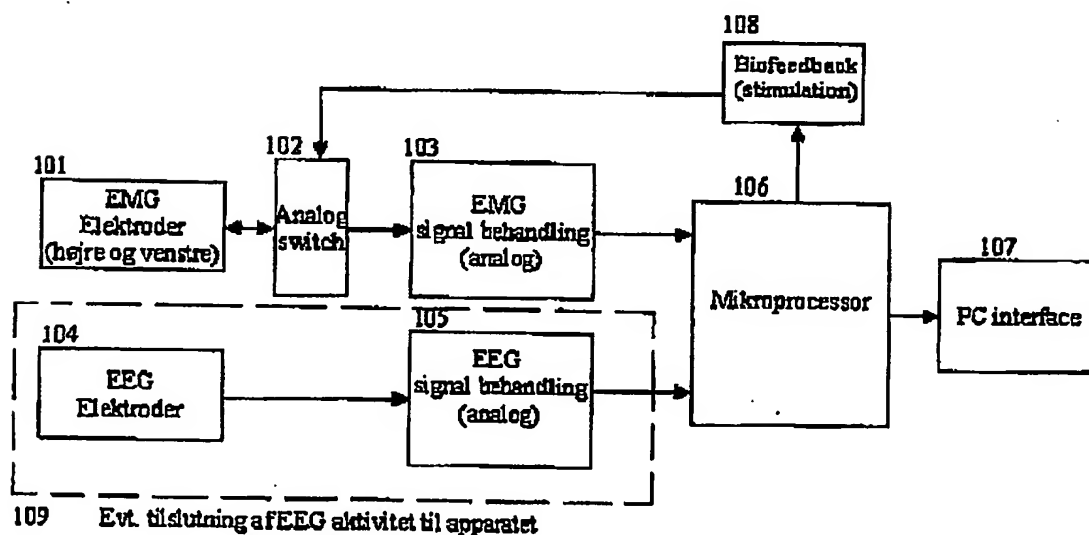 108
Biofeedback
(stimulation)
101
EMG
Elektroder
(højre og venstre)
102
Analog
switch
103
EMG
signal behandling
(analog)
106
Mikroprocessor
107
PC interface
104
EEG
Elektroder
105
EEG
signal behandling
(analog)
109 Evt. tilslutning af EEG aktivitet til apparatet